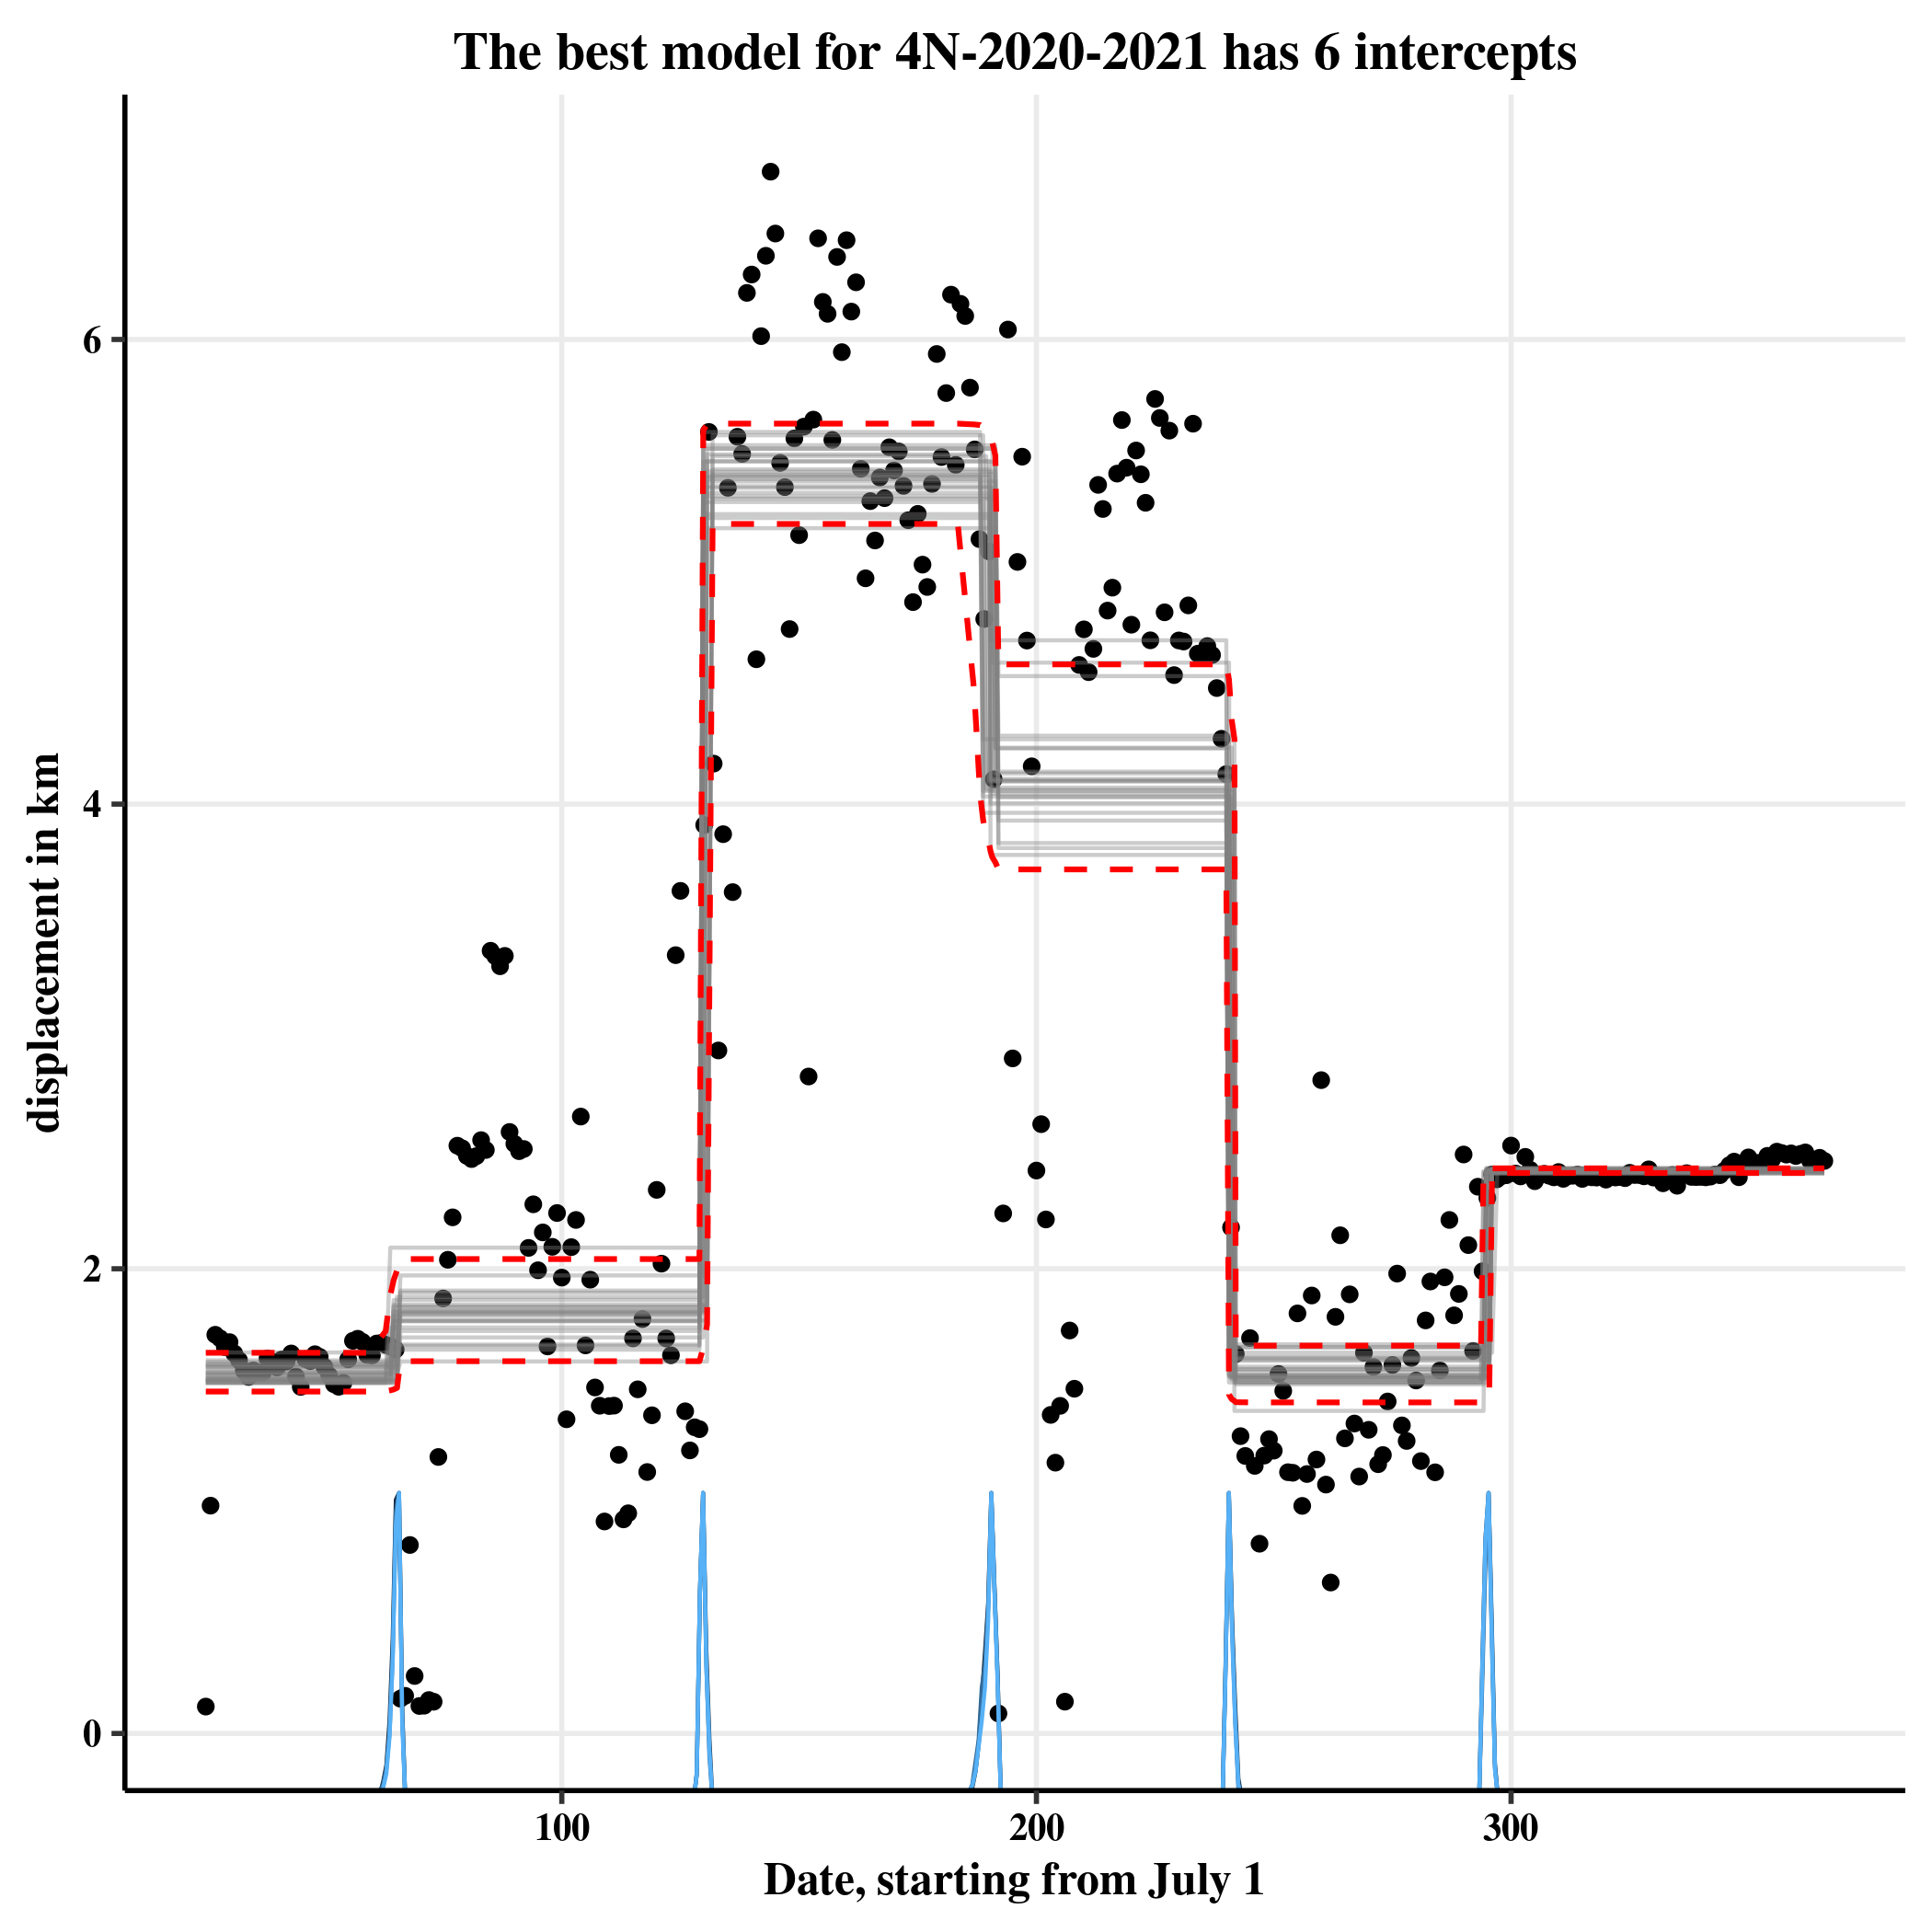 The best model for 4N-2020-2021 has 6 intercepts
displacement in km
6
4
2
0
100 200 300
Date, starting from July 1